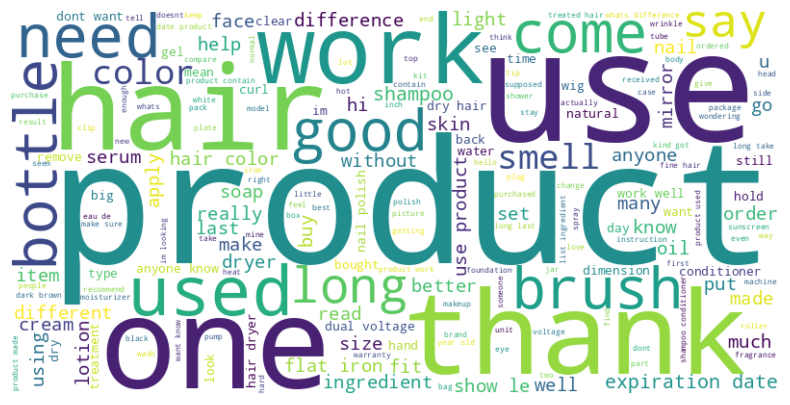 need
work
come
say
hair
use
product
bottle
color
good
smell
one
thank
used
long
brush
face
difference
light
nail
help
shampoo
dry hair
skin
mirror
wig
natural
hi
im
u
go
time
see
dont want
clear
tell
doesnt
keep
date product
gel
compare
mean
curl
end
top
normal
lot
kit
contain
hot
inch
product contain
whats
white
pack
model
plate
enough
purchase
result
clip
new
seem
remove
serum
apply
hair color
soap
without
back
water
hello
plug
anyone
still
many
set
order
want
know
day
hold
oil
conditioner
put
made
much
dimension
item
type
different
cream
using
dry
lotion
treatment
big
really
last
make
dryer
anyone know
bought
buy
nail polish
better
read
use product
dual voltage
size
hand
flat iron
fit
ingredient
show le
well
expiration date
hair dryer
look
black
wash
pump
want know
hard
warranty
bag
brand
year old
eye
makeup
foundation
someone
unit
voltage
jar
machine
roller
fragrance
shampoo conditioner
two
part
dont
first
way
even
sunscreen
product used
list ingredient
instruction
spray
love
change
purchased
long last
work well
kind got
fine hair
long take
package
wondering
received
case
body
give
side
head
tube
wrinkle
think
tip
supposed
shower
stay
actually
ordered
treated hair
whats difference
eau de
make sure
people
dark brown
recommend
moisturizer
product made
im looking
take
mine
heat
feel
box
little
best
right
iron
polish
picture
getting
product work